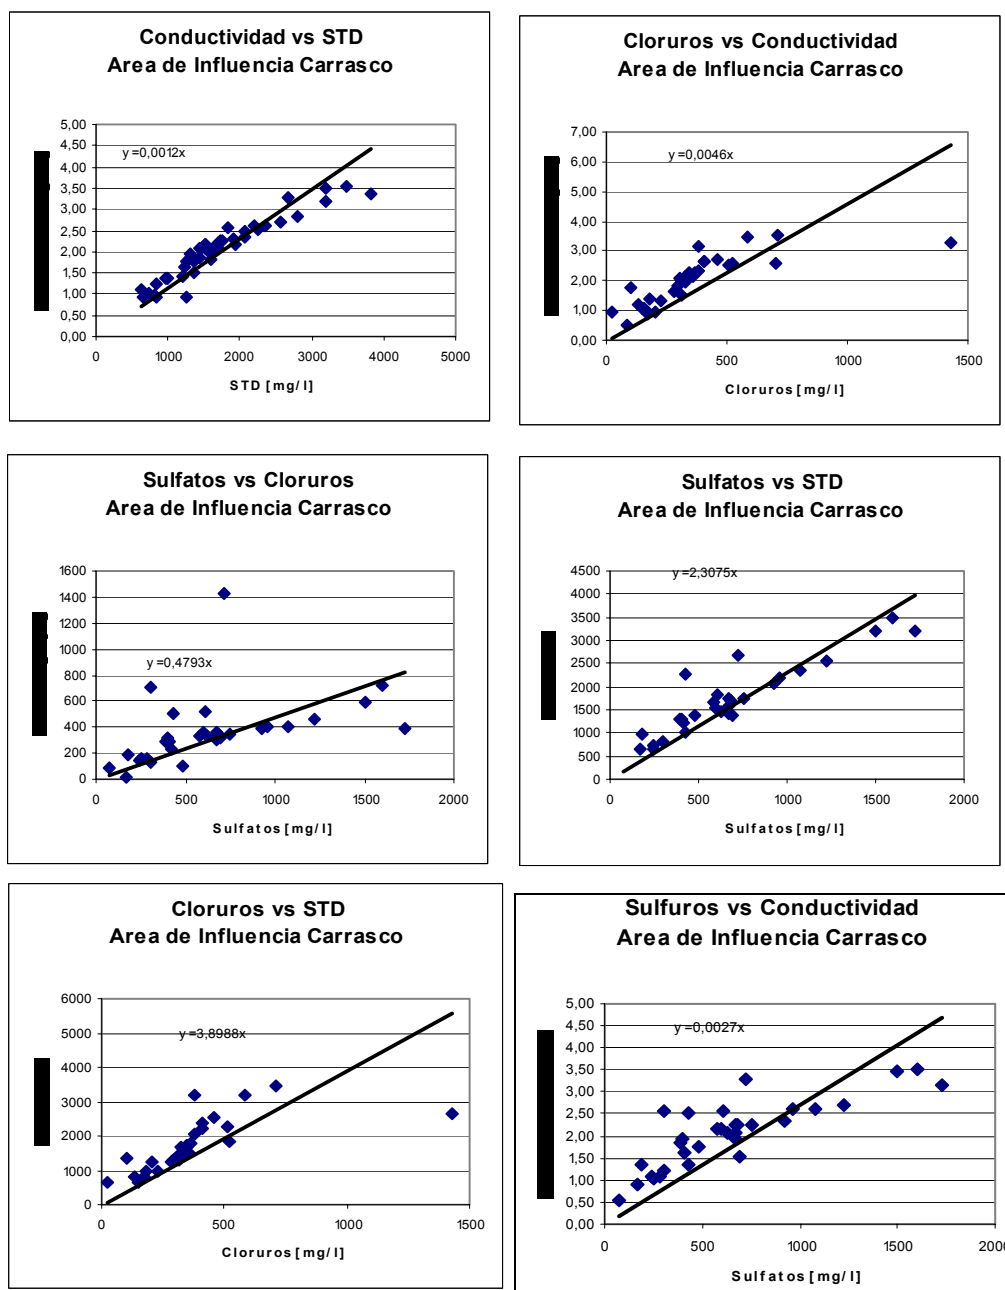 Conductividad vs STD
Area de Influencia Carrasco
5,00
4,50
4,00
3,50
3,00
2,50
2,00
1,50
1,00
0,50
0,00
y =0,0012x
0 1000 2000 3000 4000 5000
STD [mg/l]
Cloruros vs Conductividad
Area de Influencia Carrasco
7,00
6,00
5,00
4,00
3,00
2,00
1,00
0,00
y =0,0046x
0 500 1000 1500
Cloruros [mg/l]
Sulfatos vs Cloruros
Area de Influencia Carrasco
1600
1400
1200
1000
800
600
400
200
0
y =0,4793x
0 500 1000 1500 2000
Sulfatos [mg/l]
Sulfatos vs STD
Area de Influencia Carrasco
4500
4000
3500
3000
2500
2000
1500
1000
500
0
y =2,3075x
0 500 1000 1500 2000
Sulfatos [mg/l]
Cloruros vs STD
Area de Influencia Carrasco
6000
5000
4000
3000
2000
1000
0
y =3,8988x
0 500 1000 1500
Cloruros [mg/l]
Sulfuros vs Conductividad
Area de Influencia Carrasco
5,00
4,50
4,00
3,50
3,00
2,50
2,00
1,50
1,00
0,50
0,00
y =0,0027x
0 500 1000 1500 2000
Sulfatos [mg/l]